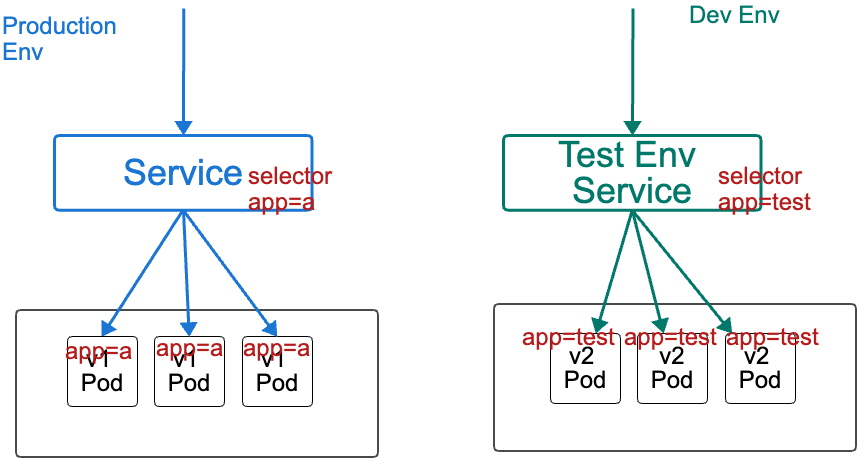 Production
Env
Service
selector
app=a
app=a
app=a
app=a
v1
Pod
v1
Pod
v1
Pod
Dev Env
Test Env
Service
selector
app=test
app=test
app=test
app=test
v2
Pod
v2
Pod
v2
Pod